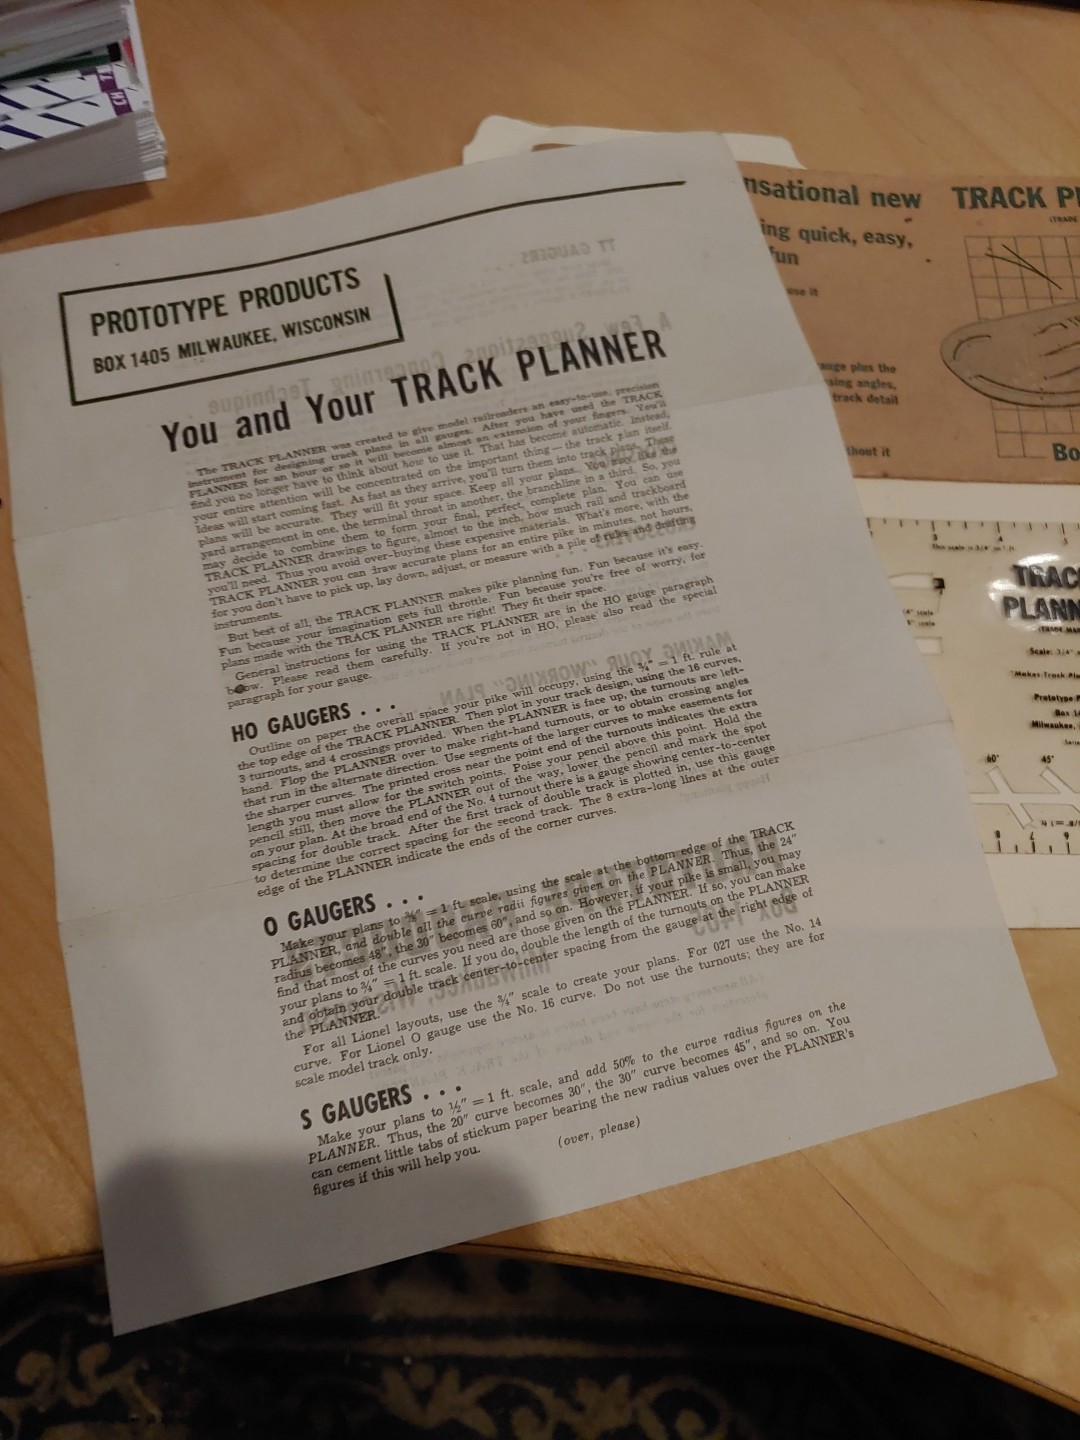 PROTOTYPE PRODUCTS
BOX 1405 MILWAUKEE, WISCONSIN
You and Your TRACK PLANNER
The TRACK PLANNER was created to give model railroaders an easy-to-use, precision
instrument for designing track plans in all gauges. After you have used the TRACK
PLANNER for an hour or so it will become almost an extension of your fingers. You'll
find you no longer have to think about how to use it. That has become automatic. Instead,
your entire attention will be concentrated on the important thing — the track plan itself.
Ideas will start coming fast. As fast as they arrive, you'll turn them into track plans. These
plans will be accurate. They will fit your space. Keep all your plans. You may like the
yard arrangement in one, the terminal throat in another, the branchline in a third. So, you
may decide to combine them to form your final, perfect, complete plan. You can use
TRACK PLANNER drawings to figure, almost to the inch, how much rail and trackboard
you'll need. Thus you avoid over-buying these expensive materials. What's more, with the
TRACK PLANNER you can draw accurate plans for an entire pike in minutes, not hours,
for you don't have to pick up, lay down, adjust, or measure with a pile of rules and drafting
instruments.
But best of all, the TRACK PLANNER makes pike planning fun. Fun because it's easy.
Fun because your imagination gets full throttle. Fun because you're free of worry, for
plans made with the TRACK PLANNER are right! They fit their space.
General instructions for using the TRACK PLANNER are in the HO gauge paragraph
below. Please read them carefully. If you're not in HO, please also read the special
paragraph for your gauge.
HO GAUGERS . . .
Outline on paper the overall space your pike will occupy, using the ¾" = 1 ft. rule at
the top edge of the TRACK PLANNER. Then plot in your track design, using the 16 curves,
3 turnouts, and 4 crossings provided. When the PLANNER is face up, the turnouts are left-
hand. Flop the PLANNER over to make right-hand turnouts, or to obtain crossing angles
that run in the alternate direction. Use segments of the larger curves to make easements for
the sharper curves. The printed cross near the point end of the turnouts indicates the extra
length you must allow for the switch points. Poise your pencil above this point. Hold the
pencil still, then move the PLANNER out of the way, lower the pencil and mark the spot
on your plan. At the broad end of the No. 4 turnout there is a gauge showing center-to-center
spacing for double track. After the first track of double track is plotted in, use this gauge
to determine the correct spacing for the second track. The 8 extra-long lines at the outer
edge of the PLANNER indicate the ends of the corner curves.
O GAUGERS . . .
Make your plans to ⅜" = 1 ft. scale, using the scale at the bottom edge of the TRACK
PLANNER, and double all the curve radii figures given on the PLANNER. Thus, the 24"
radius becomes 48", the 30" becomes 60", and so on. However, if your pike is small, you may
find that most of the curves you need are those given on the PLANNER. If so, you can make
your plans to ¾" = 1 ft. scale. If you do, double the length of the turnouts on the PLANNER
and obtain your double track center-to-center spacing from the gauge at the right edge of
the PLANNER.
For all Lionel layouts, use the ¾" scale to create your plans. For 027 use the No. 14
curve. For Lionel O gauge use the No. 16 curve. Do not use the turnouts; they are for
scale model track only.
S GAUGERS . . .
Make your plans to ½" = 1 ft. scale, and add 50% to the curve radius figures on the
PLANNER. Thus, the 20" curve becomes 30", the 30" curve becomes 45", and so on. You
can cement little tabs of stickum paper bearing the new radius values over the PLANNER's
figures if this will help you.
(over, please)
nsational new
ing quick, easy,
fun
use it
auge plus the
sing angles,
track detail
thout it
TRACK P
(TRADE
Bo
3 4 5
TRAC
PLANN
(TRADE MA
Scale: 3/4"
"Makes Track Pla
Prototype P
Box 14
Milwaukee,
60° 45°